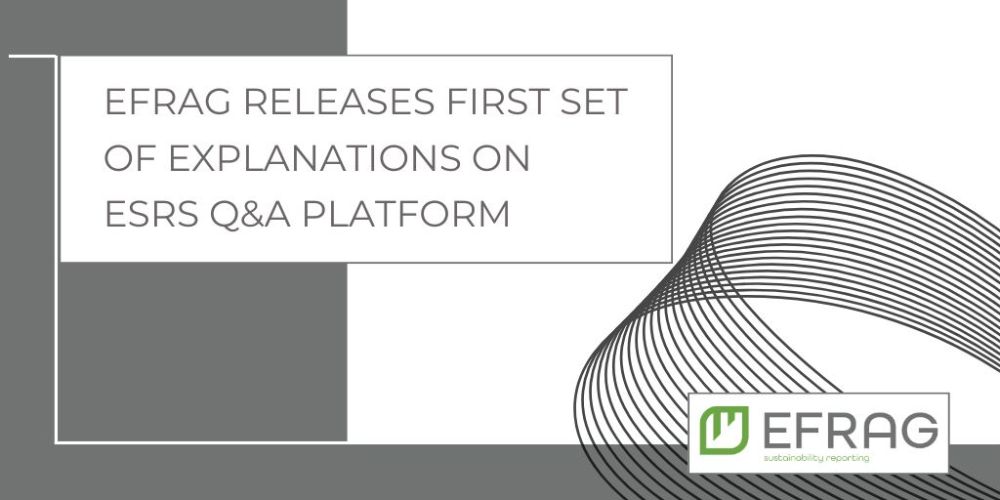 EFRAG RELEASES FIRST SET
OF EXPLANATIONS ON
ESRS Q&A PLATFORM
EFRAG
sustainability reporting